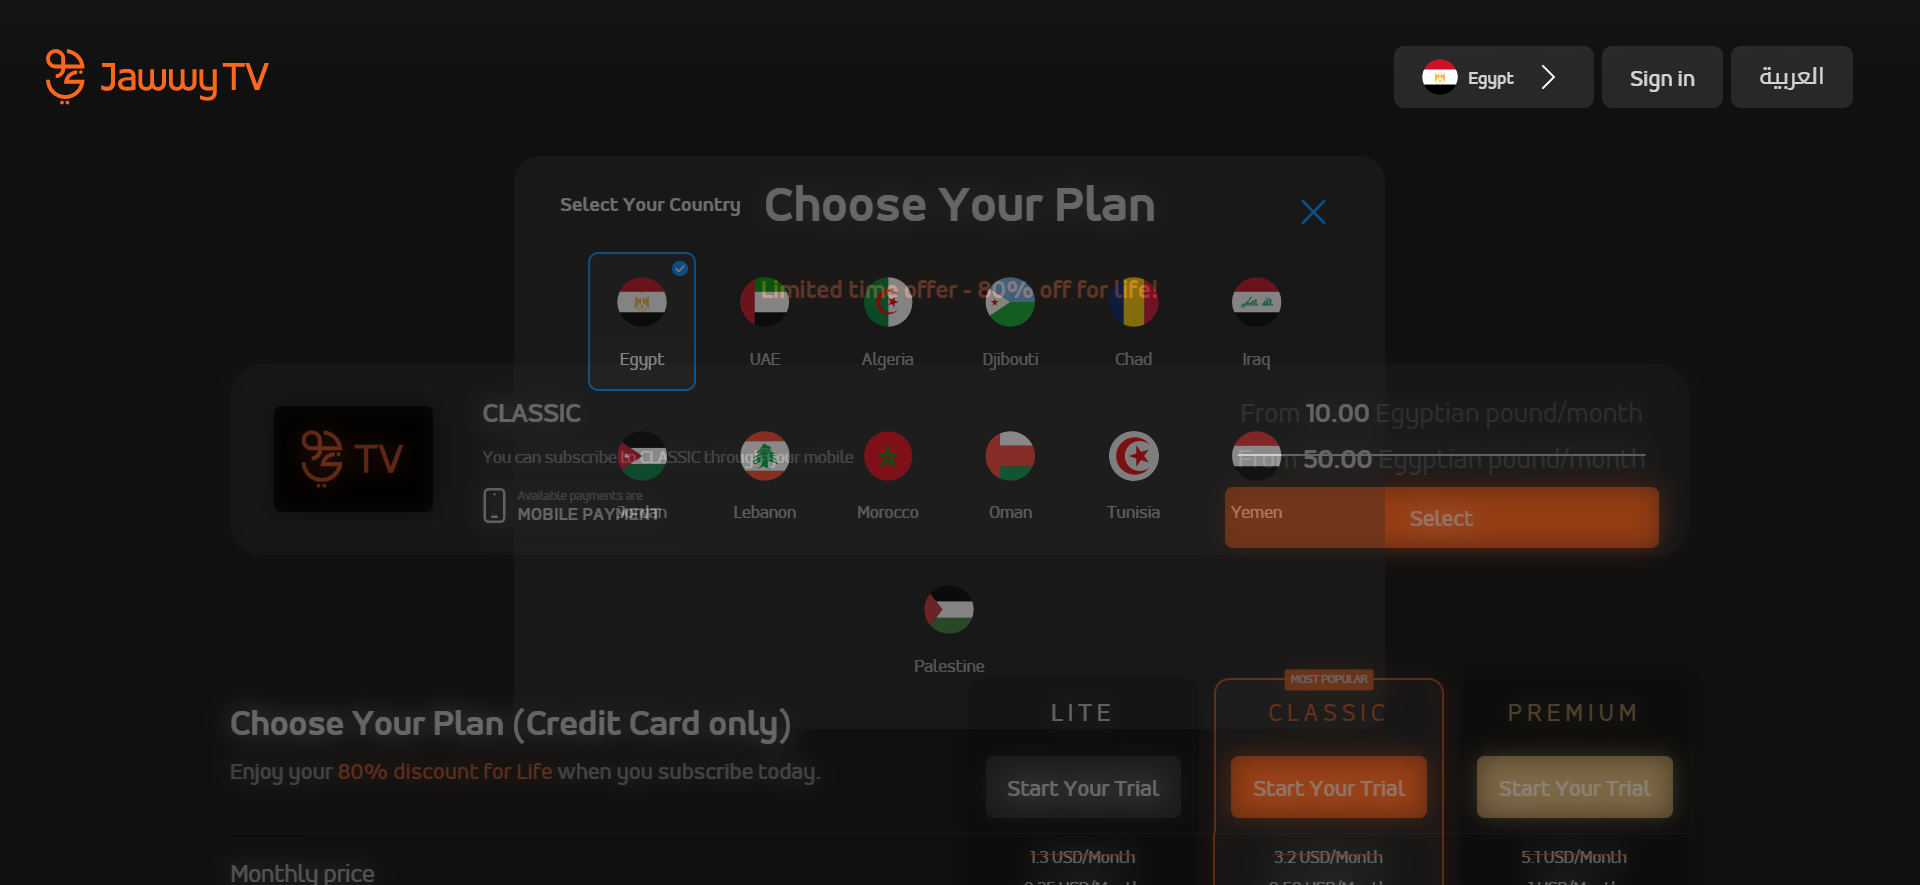 Jawwy TV
Egypt
Sign in
العربية
Select Your Country
Choose Your Plan
Limited time offer - 80% off for life!
Egypt
UAE
Algeria
Djibouti
Chad
Iraq
CLASSIC
From 10.00 Egyptian pound/month
You can subscribe to CLASSIC through your mobile
From 50.00 Egyptian pound/month
TV
Available payments are
MOBILE PAYMENT
Jordan
Lebanon
Morocco
Oman
Tunisia
Yemen
Select
Palestine
MOST POPULAR
LITE
CLASSIC
PREMIUM
Choose Your Plan (Credit Card only)
Enjoy your 80% discount for Life when you subscribe today.
Start Your Trial
Start Your Trial
Start Your Trial
Monthly price
1.3 USD/Month
3.2 USD/Month
5.1 USD/Month